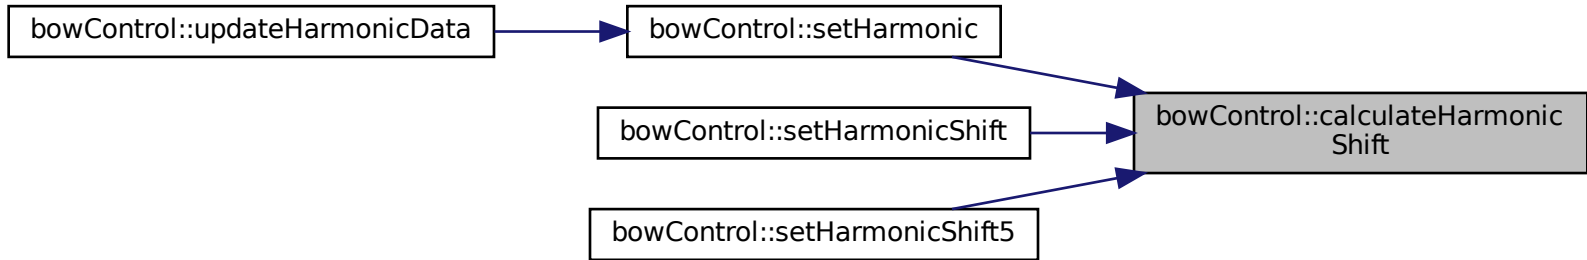 bowControl::updateHarmonicData
bowControl::setHarmonic
bowControl::setHarmonicShift
bowControl::setHarmonicShift5
bowControl::calculateHarmonic
Shift